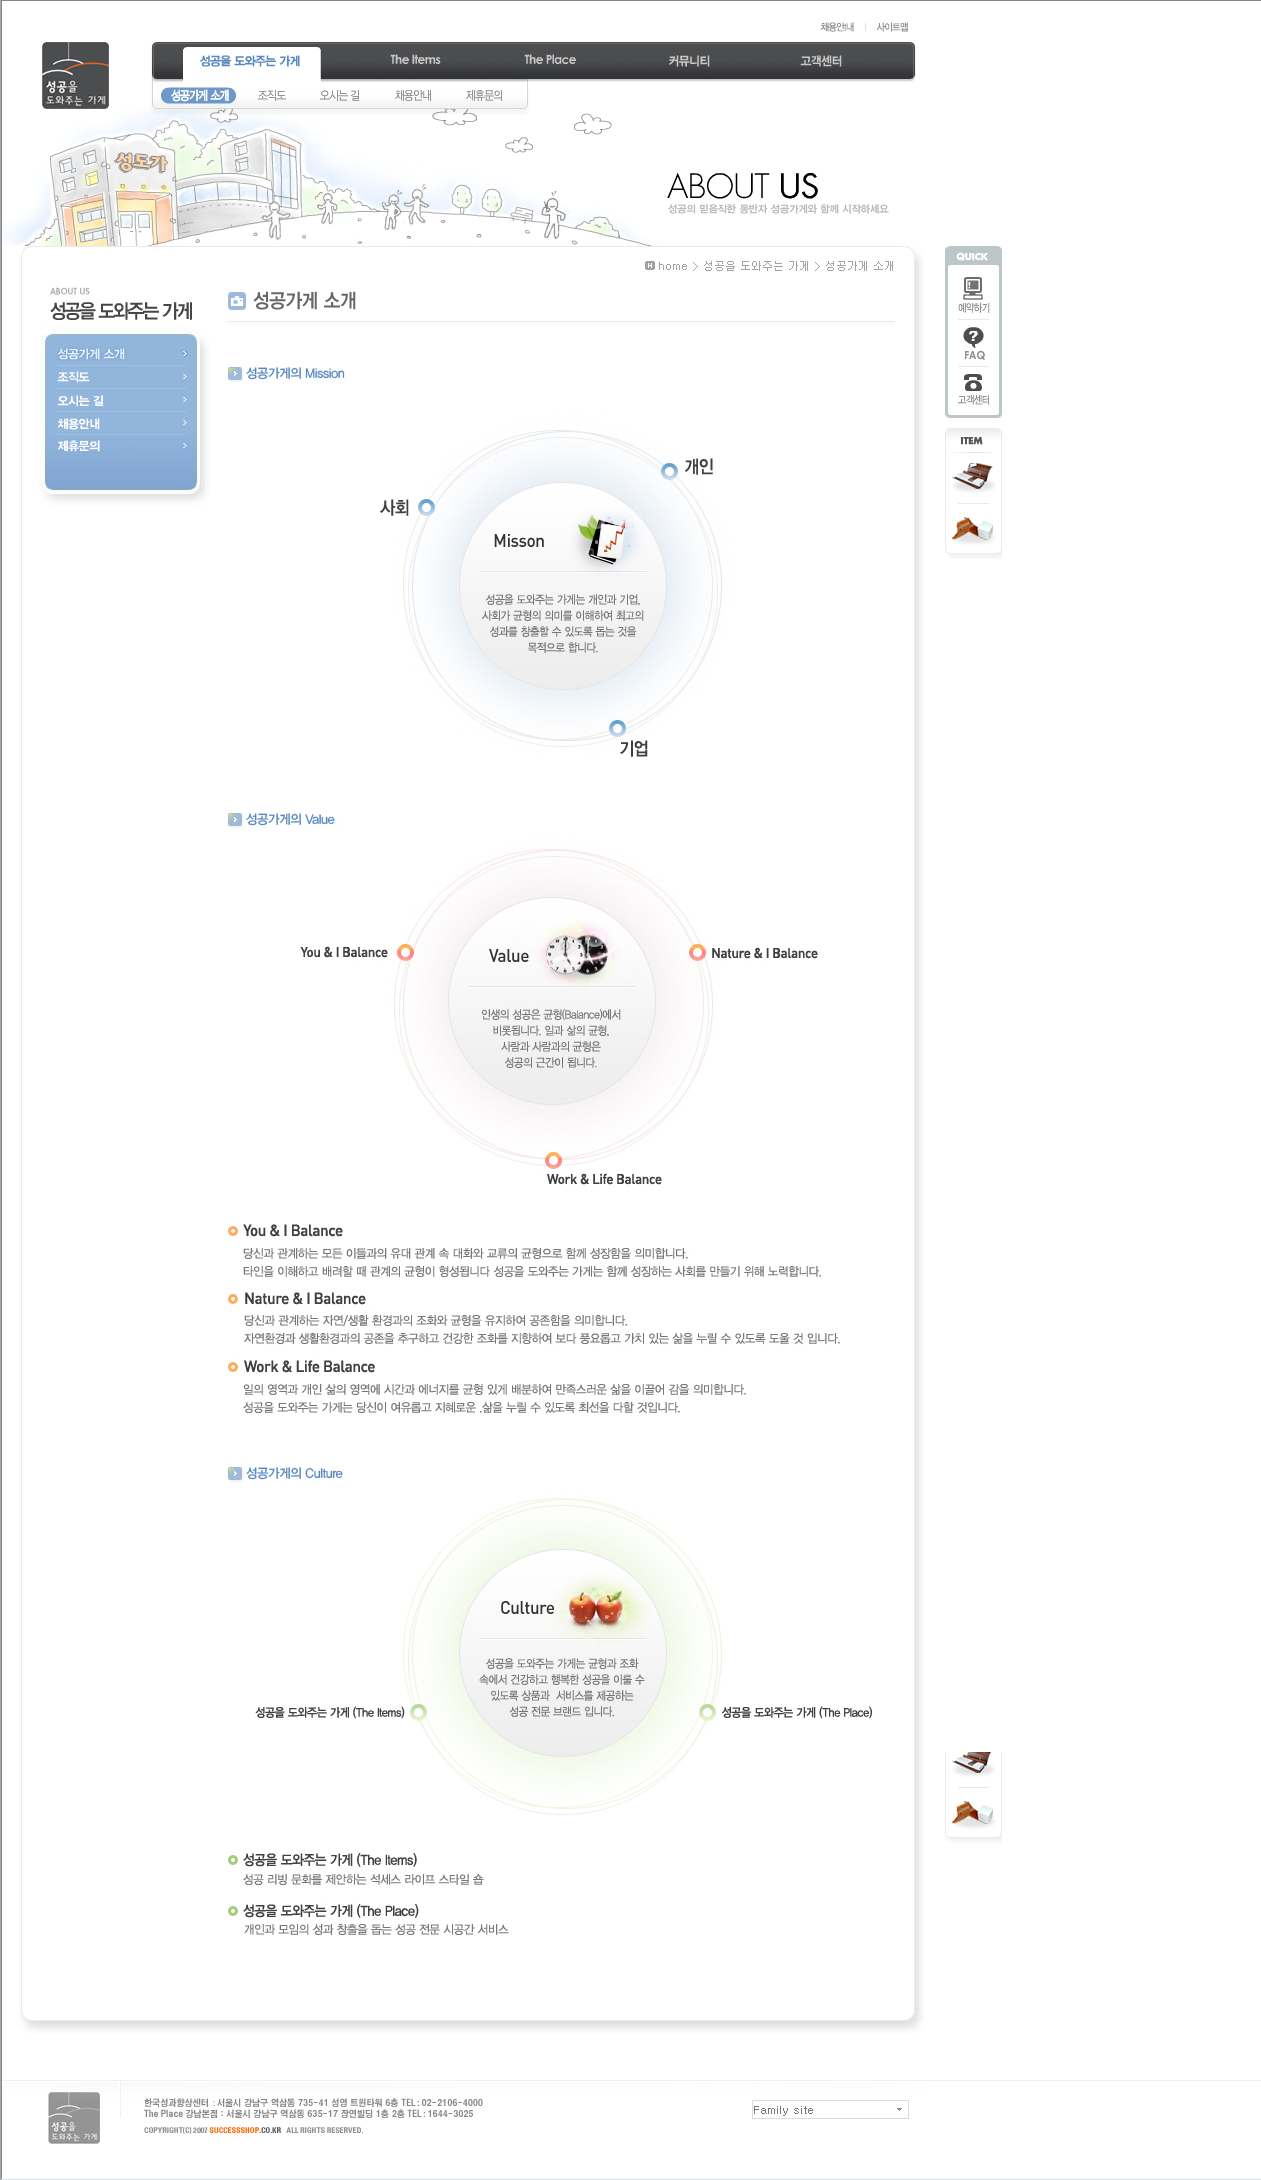 채용안내 사이트맵
성공을
도와주는 가게
성공을 도와주는 가게 The Items The Place 커뮤니티 고객센터
성공가게 소개 조직도 오시는 길 채용안내 제휴문의
성도가
ABOUT US
성공의 믿음직한 동반자 성공가게와 함께 시작하세요
home > 성공을 도와주는 가게 > 성공가게 소개
QUICK
예약하기
FAQ
고객센터
ITEM
ABOUT US
성공을 도와주는 가게
성공가게 소개
조직도
오시는 길
채용안내
제휴문의
성공가게 소개
성공가게의 Mission
개인
사회
Misson
성공을 도와주는 가게는 개인과 기업,
사회가 균형의 의미를 이해하여 최고의
성과를 창출할 수 있도록 돕는 것을
목적으로 합니다.
기업
성공가게의 Value
You & I Balance
Value
Nature & I Balance
인생의 성공은 균형(Balance)에서
비롯됩니다. 일과 삶의 균형,
사람과 사람과의 균형은
성공의 근간이 됩니다.
Work & Life Balance
You & I Balance
당신과 관계하는 모든 이들과의 유대 관계 속 대화와 교류의 균형으로 함께 성장함을 의미합니다.
타인을 이해하고 배려할 때 관계의 균형이 형성됩니다 성공을 도와주는 가게는 함께 성장하는 사회를 만들기 위해 노력합니다.
Nature & I Balance
당신과 관계하는 자연/생활 환경과의 조화와 균형을 유지하여 공존함을 의미합니다.
자연환경과 생활환경과의 공존을 추구하고 건강한 조화를 지향하여 보다 풍요롭고 가치 있는 삶을 누릴 수 있도록 도울 것 입니다.
Work & Life Balance
일의 영역과 개인 삶의 영역에 시간과 에너지를 균형 있게 배분하여 만족스러운 삶을 이끌어 감을 의미합니다.
성공을 도와주는 가게는 당신이 여유롭고 지혜로운 .삶을 누릴 수 있도록 최선을 다할 것입니다.
성공가게의 Culture
Culture
성공을 도와주는 가게는 균형과 조화
속에서 건강하고 행복한 성공을 이룰 수
있도록 상품과 서비스를 제공하는
성공 전문 브랜드 입니다.
성공을 도와주는 가게 (The Items)
성공을 도와주는 가게 (The Place)
성공을 도와주는 가게 (The Items)
성공 리빙 문화를 제안하는 석세스 라이프 스타일 숍
성공을 도와주는 가게 (The Place)
개인과 모임의 성과 창출을 돕는 성공 전문 시공간 서비스
성공을
도와주는 가게
한국성과향상센터 : 서울시 강남구 역삼동 735-41 성영 트윈타워 6층 TEL : 02-2106-4000
The Place 강남본점 : 서울시 강남구 역삼동 635-17 장연빌딩 1층 2층 TEL : 1644-3025
COPYRIGHT(C) 2007 SUCCESSSHOP.CO.KR ALL RIGHTS RESERVED.
Family site